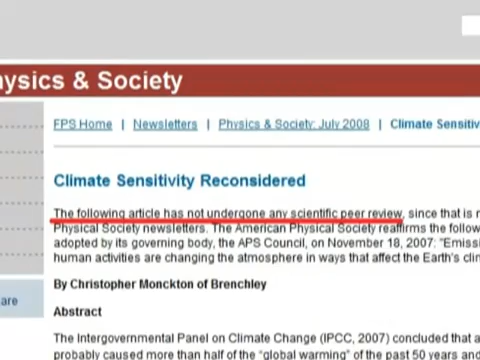 ysics & Society
FPS Home | Newsletters | Physics & Society: July 2008 | Climate Sensitiv
Climate Sensitivity Reconsidered
The following article has not undergone any scientific peer review, since that is n
Physical Society newsletters. The American Physical Society reaffirms the follow
adopted by its governing body, the APS Council, on November 18, 2007: "Emissi
human activities are changing the atmosphere in ways that affect the Earth's clin
By Christopher Monckton of Brenchley
are
Abstract
The Intergovernmental Panel on Climate Change (IPCC, 2007) concluded that a
probably caused more than half of the "global warming" of the past 50 years and